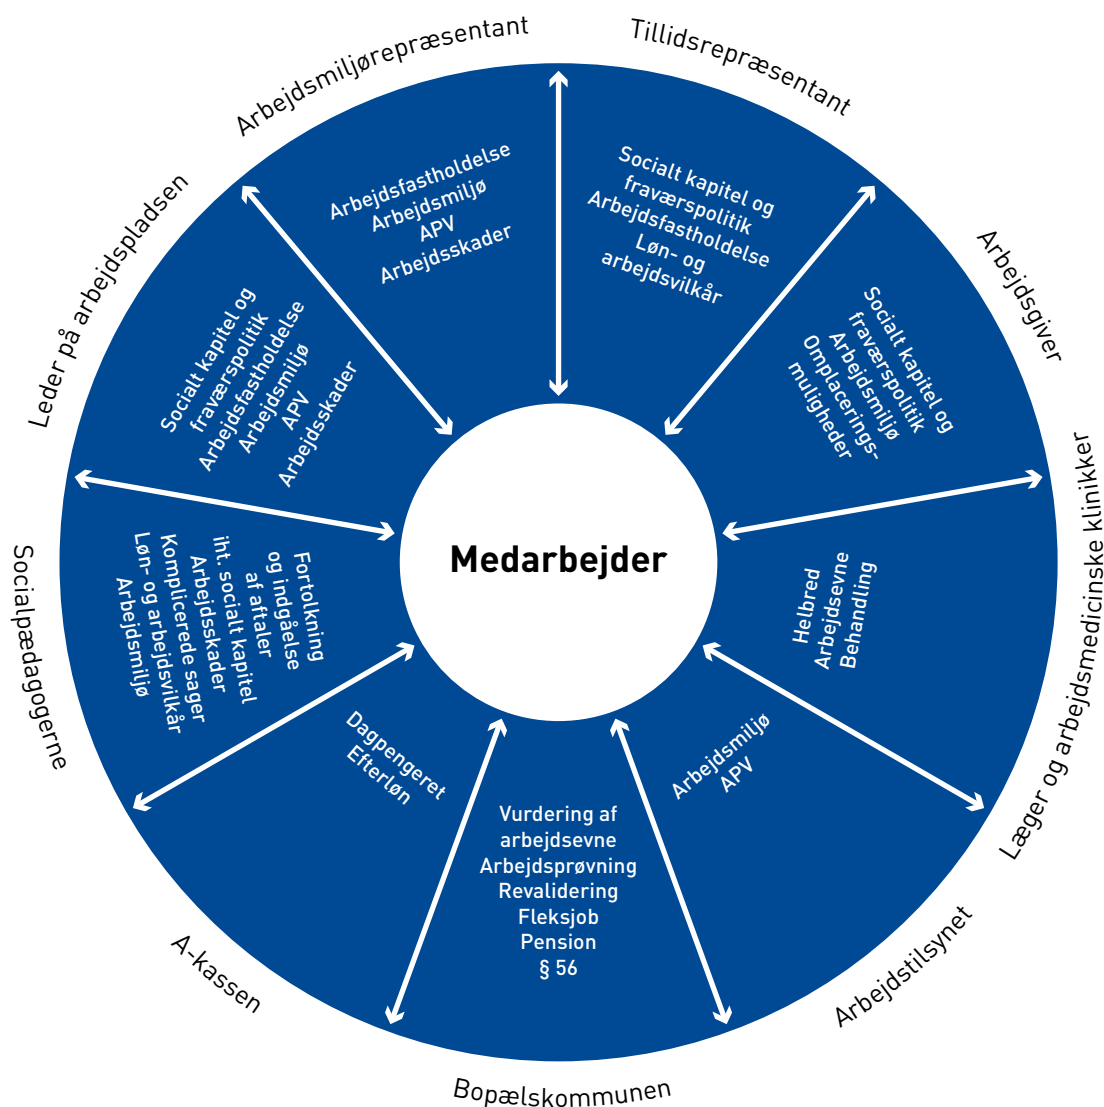 Arbejdsmiljørepræsentant
Arbejdsfastholdelse
Arbejdsmiljø
APV
Arbejdsskader
Tillidsrepræsentant
Socialt kapitel og
fraværspolitik
Arbejdsfastholdelse
Løn- og
arbejdsvilkår
Arbejdsgiver
Socialt kapitel og
fraværspolitik
Arbejdsmiljø
Omplacerings-
muligheder
Læger og arbejdsmedicinske klinikker
Helbred
Arbejdsevne
Behandling
Arbejdstilsynet
Arbejdsmiljø
APV
Bopælskommunen
Vurdering af
arbejdsevne
Arbejdsprøvning
Revalidering
Fleksjob
Pension
§ 56
A-kassen
Dagpengeret
Efterløn
Socialpædagogerne
Fortolkning
og indgåelse
af aftaler
iht. socialt kapitel
Arbejdsskader
Komplicerede sager
Løn- og arbejdsvilkår
Arbejdsmiljø
Leder på arbejdspladsen
Socialt kapitel og
fraværspolitik
Arbejdsfastholdelse
Arbejdsmiljø
APV
Arbejdsskader
Medarbejder